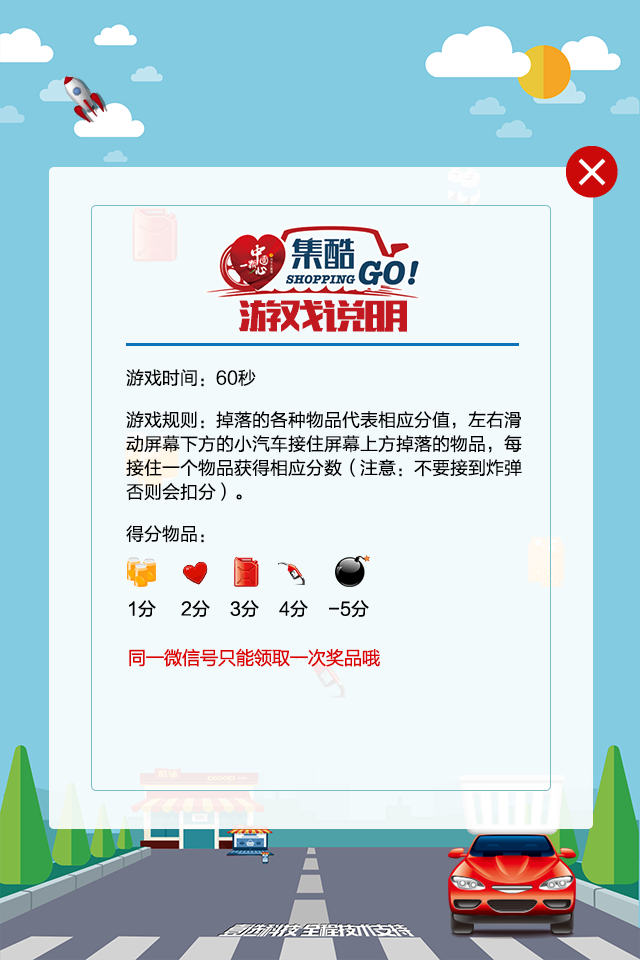 中国
一颗心
集酷
SHOPPING GO!
游戏说明
游戏时间：60秒
游戏规则：掉落的各种物品代表相应分值，左右滑
动屏幕下方的小汽车接住屏幕上方掉落的物品，每
接住一个物品获得相应分数（注意：不要接到炸弹
否则会扣分）。
得分物品：
1分 2分 3分 4分 -5分
同一微信号只能领取一次奖品哦
全程技术支持